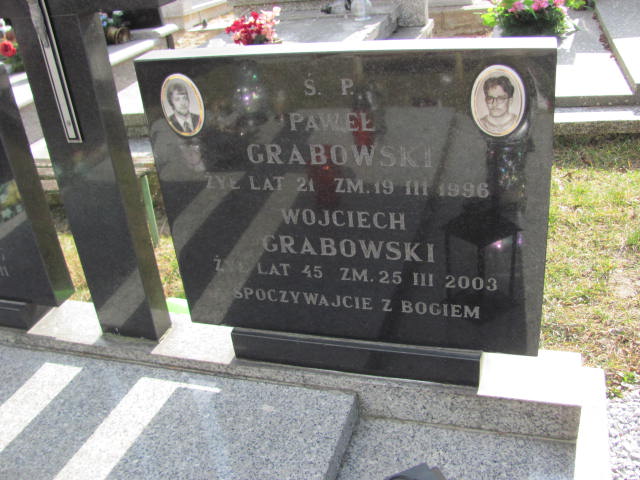 Ś. P.
PAWEŁ
GRABOWSKI
ŻYŁ LAT 21 ZM. 19 III 1996
WOJCIECH
GRABOWSKI
ŻYŁ LAT 45 ZM. 25 III 2003
SPOCZYWAJCIE Z BOGIEM